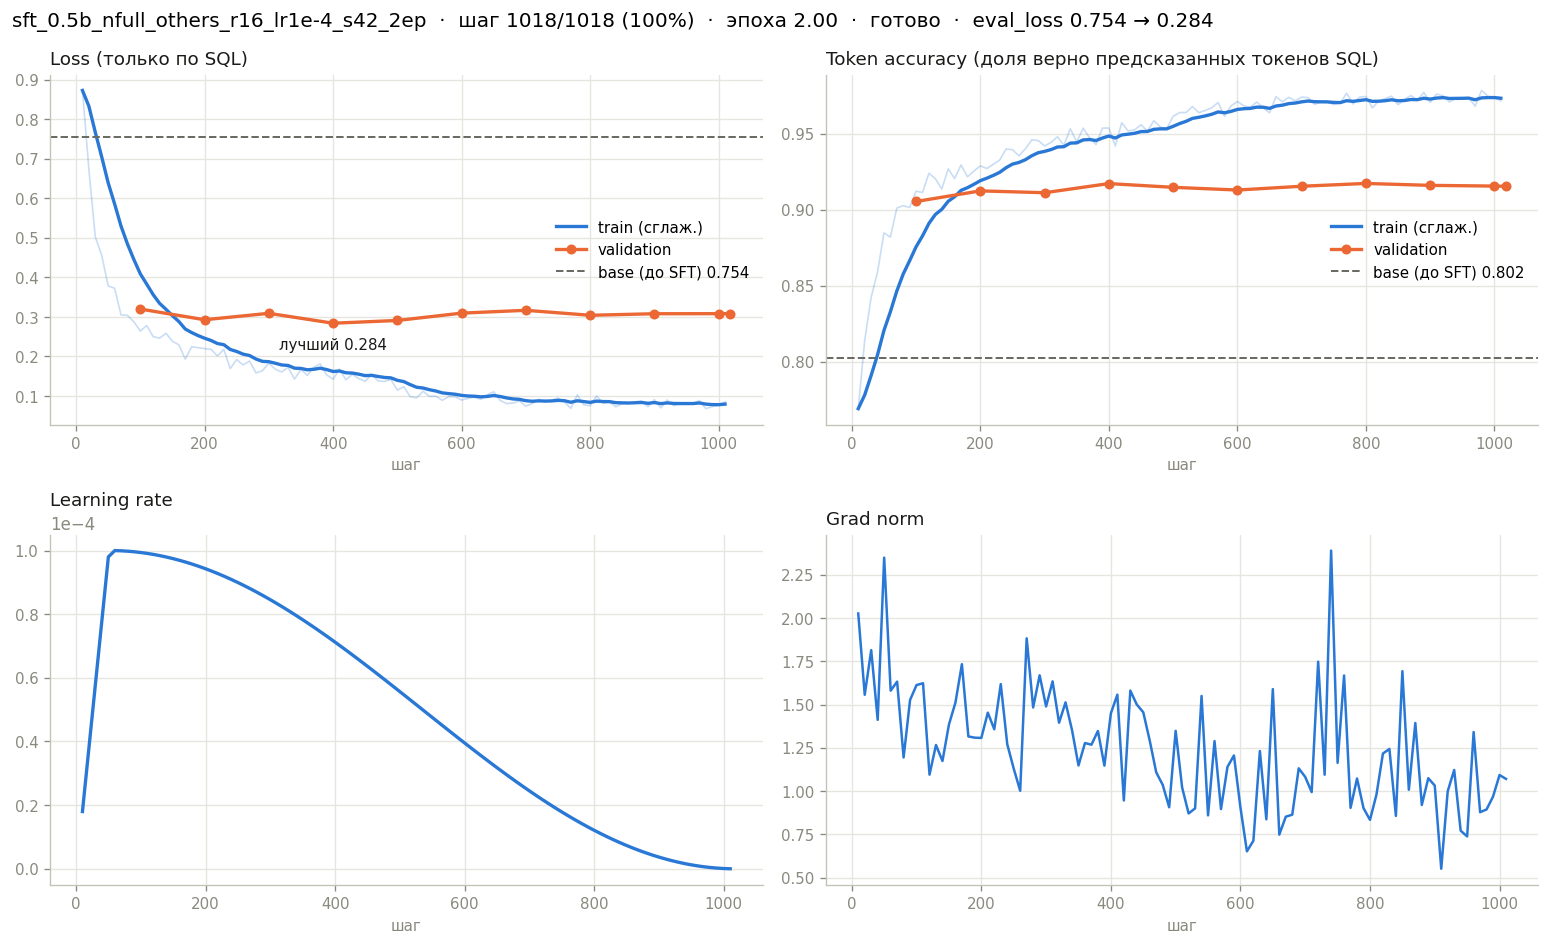 sft_0.5b_nfull_others_r16_lr1e-4_s42_2ep · шаг 1018/1018 (100%) · эпоха 2.00 · готово · eval_loss 0.754 → 0.284
Loss (только по SQL)
0.9
0.8
0.7
0.6
0.5
0.4
0.3
0.2
0.1
train (сглаж.)
validation
base (до SFT) 0.754
лучший 0.284
0 200 400 600 800 1000
шаг
Token accuracy (доля верно предсказанных токенов SQL)
0.95
0.90
0.85
0.80
train (сглаж.)
validation
base (до SFT) 0.802
0 200 400 600 800 1000
шаг
Learning rate
1e−4
1.0
0.8
0.6
0.4
0.2
0.0
0 200 400 600 800 1000
шаг
Grad norm
2.25
2.00
1.75
1.50
1.25
1.00
0.75
0.50
0 200 400 600 800 1000
шаг